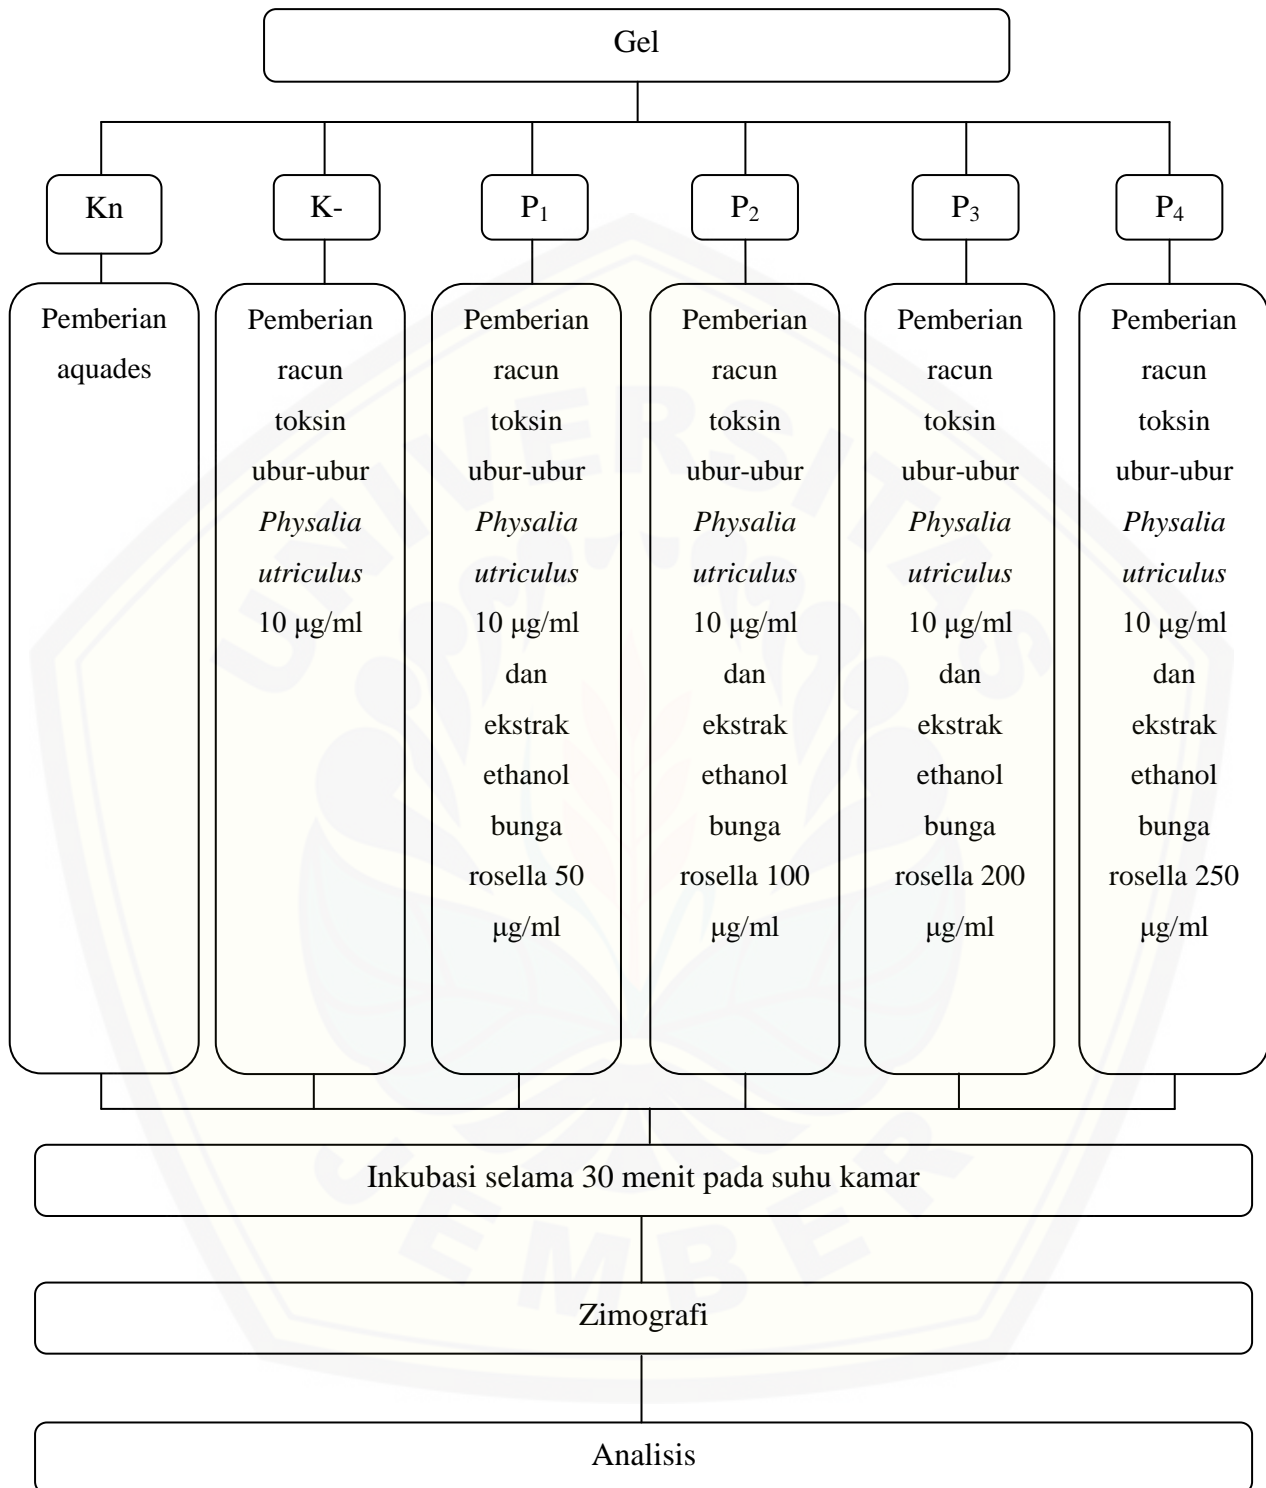 Gel
Kn
K-
P1
P2
P3
P4
Pemberian
aquades
Pemberian
racun
toksin
ubur-ubur
Physalia
utriculus
10 μg/ml
Pemberian
racun
toksin
ubur-ubur
Physalia
utriculus
10 μg/ml
dan
ekstrak
ethanol
bunga
rosella 50
μg/ml
Pemberian
racun
toksin
ubur-ubur
Physalia
utriculus
10 μg/ml
dan
ekstrak
ethanol
bunga
rosella 100
μg/ml
Pemberian
racun
toksin
ubur-ubur
Physalia
utriculus
10 μg/ml
dan
ekstrak
ethanol
bunga
rosella 200
μg/ml
Pemberian
racun
toksin
ubur-ubur
Physalia
utriculus
10 μg/ml
dan
ekstrak
ethanol
bunga
rosella 250
μg/ml
Inkubasi selama 30 menit pada suhu kamar
Zimografi
Analisis
UNIVERSITAS
JEMBER